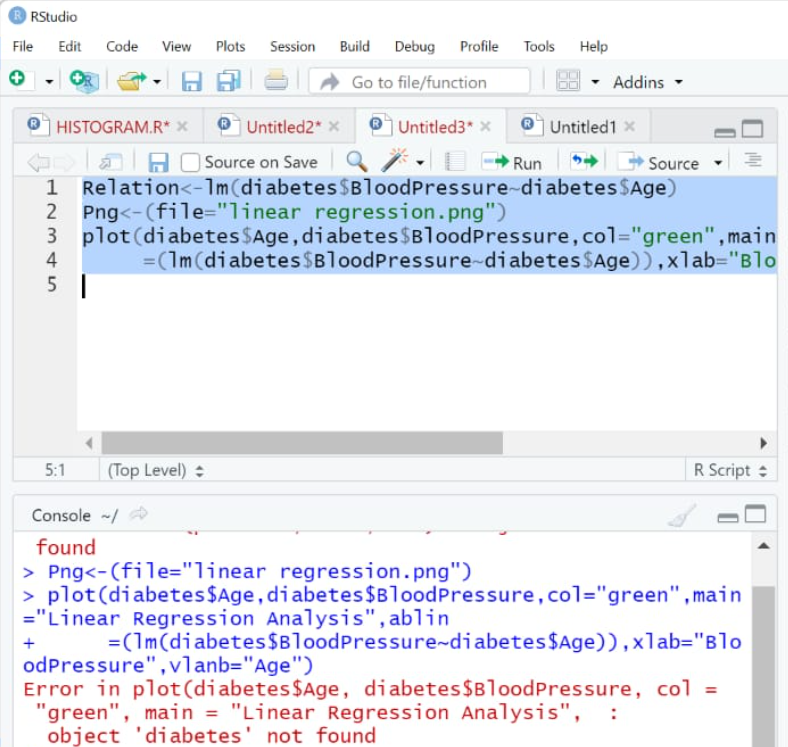 RStudio
File Edit Code View Plots Session Build Debug Profile Tools Help
Go to file/function Addins
HISTOGRAM.R* Untitled2* Untitled3* Untitled1
Source on Save Run Source
1 Relation<-lm(diabetes$BloodPressure~diabetes$Age)
2 Png<-(file="linear regression.png")
3 plot(diabetes$Age,diabetes$BloodPressure,col="green",main
4 =(lm(diabetes$BloodPressure~diabetes$Age)),xlab="Blo
5
5:1 (Top Level) R Script
Console ~/
found
> Png<-(file="linear regression.png")
> plot(diabetes$Age,diabetes$BloodPressure,col="green",main
="Linear Regression Analysis",ablin
+ =(lm(diabetes$BloodPressure~diabetes$Age)),xlab="Blo
odPressure",vlanb="Age")
Error in plot(diabetes$Age, diabetes$BloodPressure, col =
"green", main = "Linear Regression Analysis", :
object 'diabetes' not found